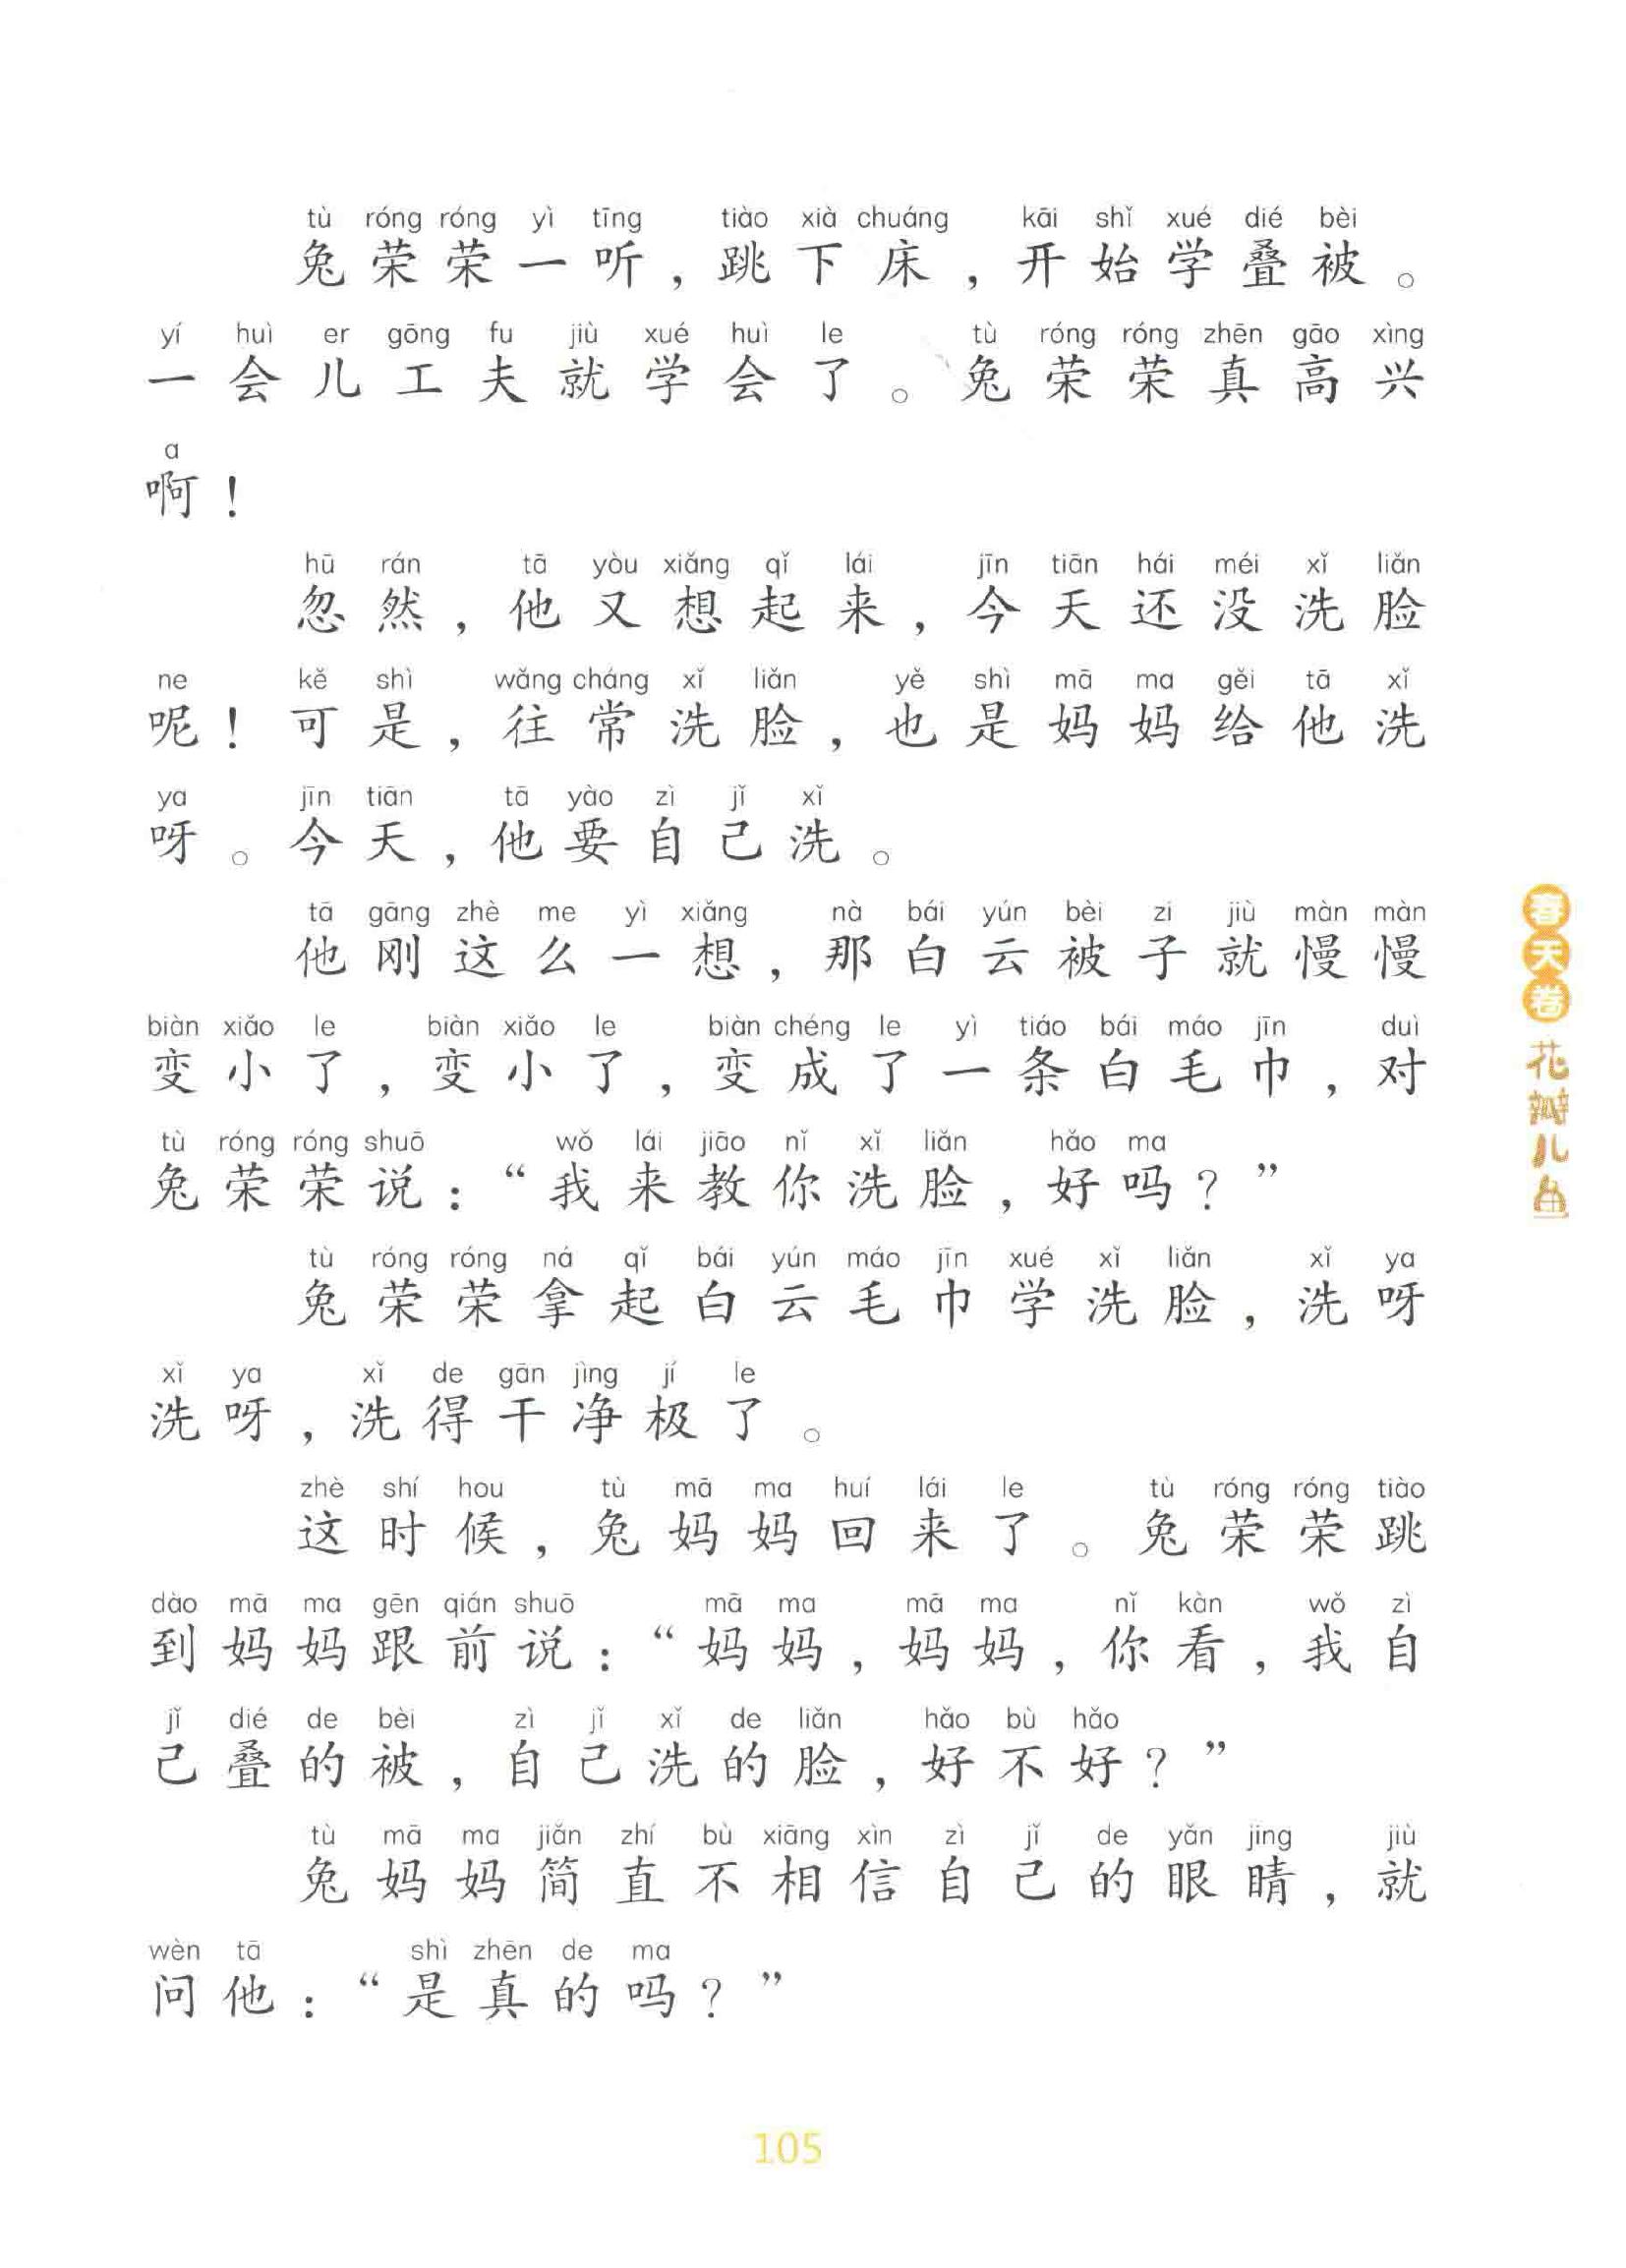 tù róng róng yì tīng tiào xià chuáng kāi shǐ xué dié bèi
兔荣荣一听，跳下床，开始学叠被。
yí huì er gōng fu jiù xué huì le tù róng róng zhēn gāo xìng
一会儿工夫就学会了。兔荣荣真高兴
a
啊！
hū rán tā yòu xiǎng qǐ lái jīn tiān hái méi xǐ liǎn
忽然，他又想起来，今天还没洗脸
ne kě shì wǎng cháng xǐ liǎn yě shì mā ma gěi tā xǐ
呢！可是，往常洗脸，也是妈妈给他洗
ya jīn tiān tā yào zì jǐ xǐ
呀。今天，他要自己洗。
tā gāng zhè me yì xiǎng nà bái yún bèi zi jiù màn màn
他刚这么一想，那白云被子就慢慢
biàn xiǎo le biàn xiǎo le biàn chéng le yì tiáo bái máo jīn duì
变小了，变小了，变成了一条白毛巾，对
tù róng róng shuō wǒ lái jiāo nǐ xǐ liǎn hǎo ma
兔荣荣说：“我来教你洗脸，好吗？”
tù róng róng ná qǐ bái yún máo jīn xué xǐ liǎn xǐ ya
兔荣荣拿起白云毛巾学洗脸，洗呀
xǐ ya xǐ de gān jìng jí le
洗呀，洗得干净极了。
zhè shí hou tù mā ma huí lái le tù róng róng tiào
这时候，兔妈妈回来了。兔荣荣跳
dào mā ma gēn qián shuō mā ma mā ma nǐ kàn wǒ zì
到妈妈跟前说：“妈妈，妈妈，你看，我自
jǐ dié de bèi zì jǐ xǐ de liǎn hǎo bù hǎo
己叠的被，自己洗的脸，好不好？”
tù mā ma jiǎn zhí bù xiāng xìn zì jǐ de yǎn jing jiù
兔妈妈简直不相信自己的眼睛，就
wèn tā shì zhēn de ma
问他：“是真的吗？”
春天卷
花瓣儿鱼
105